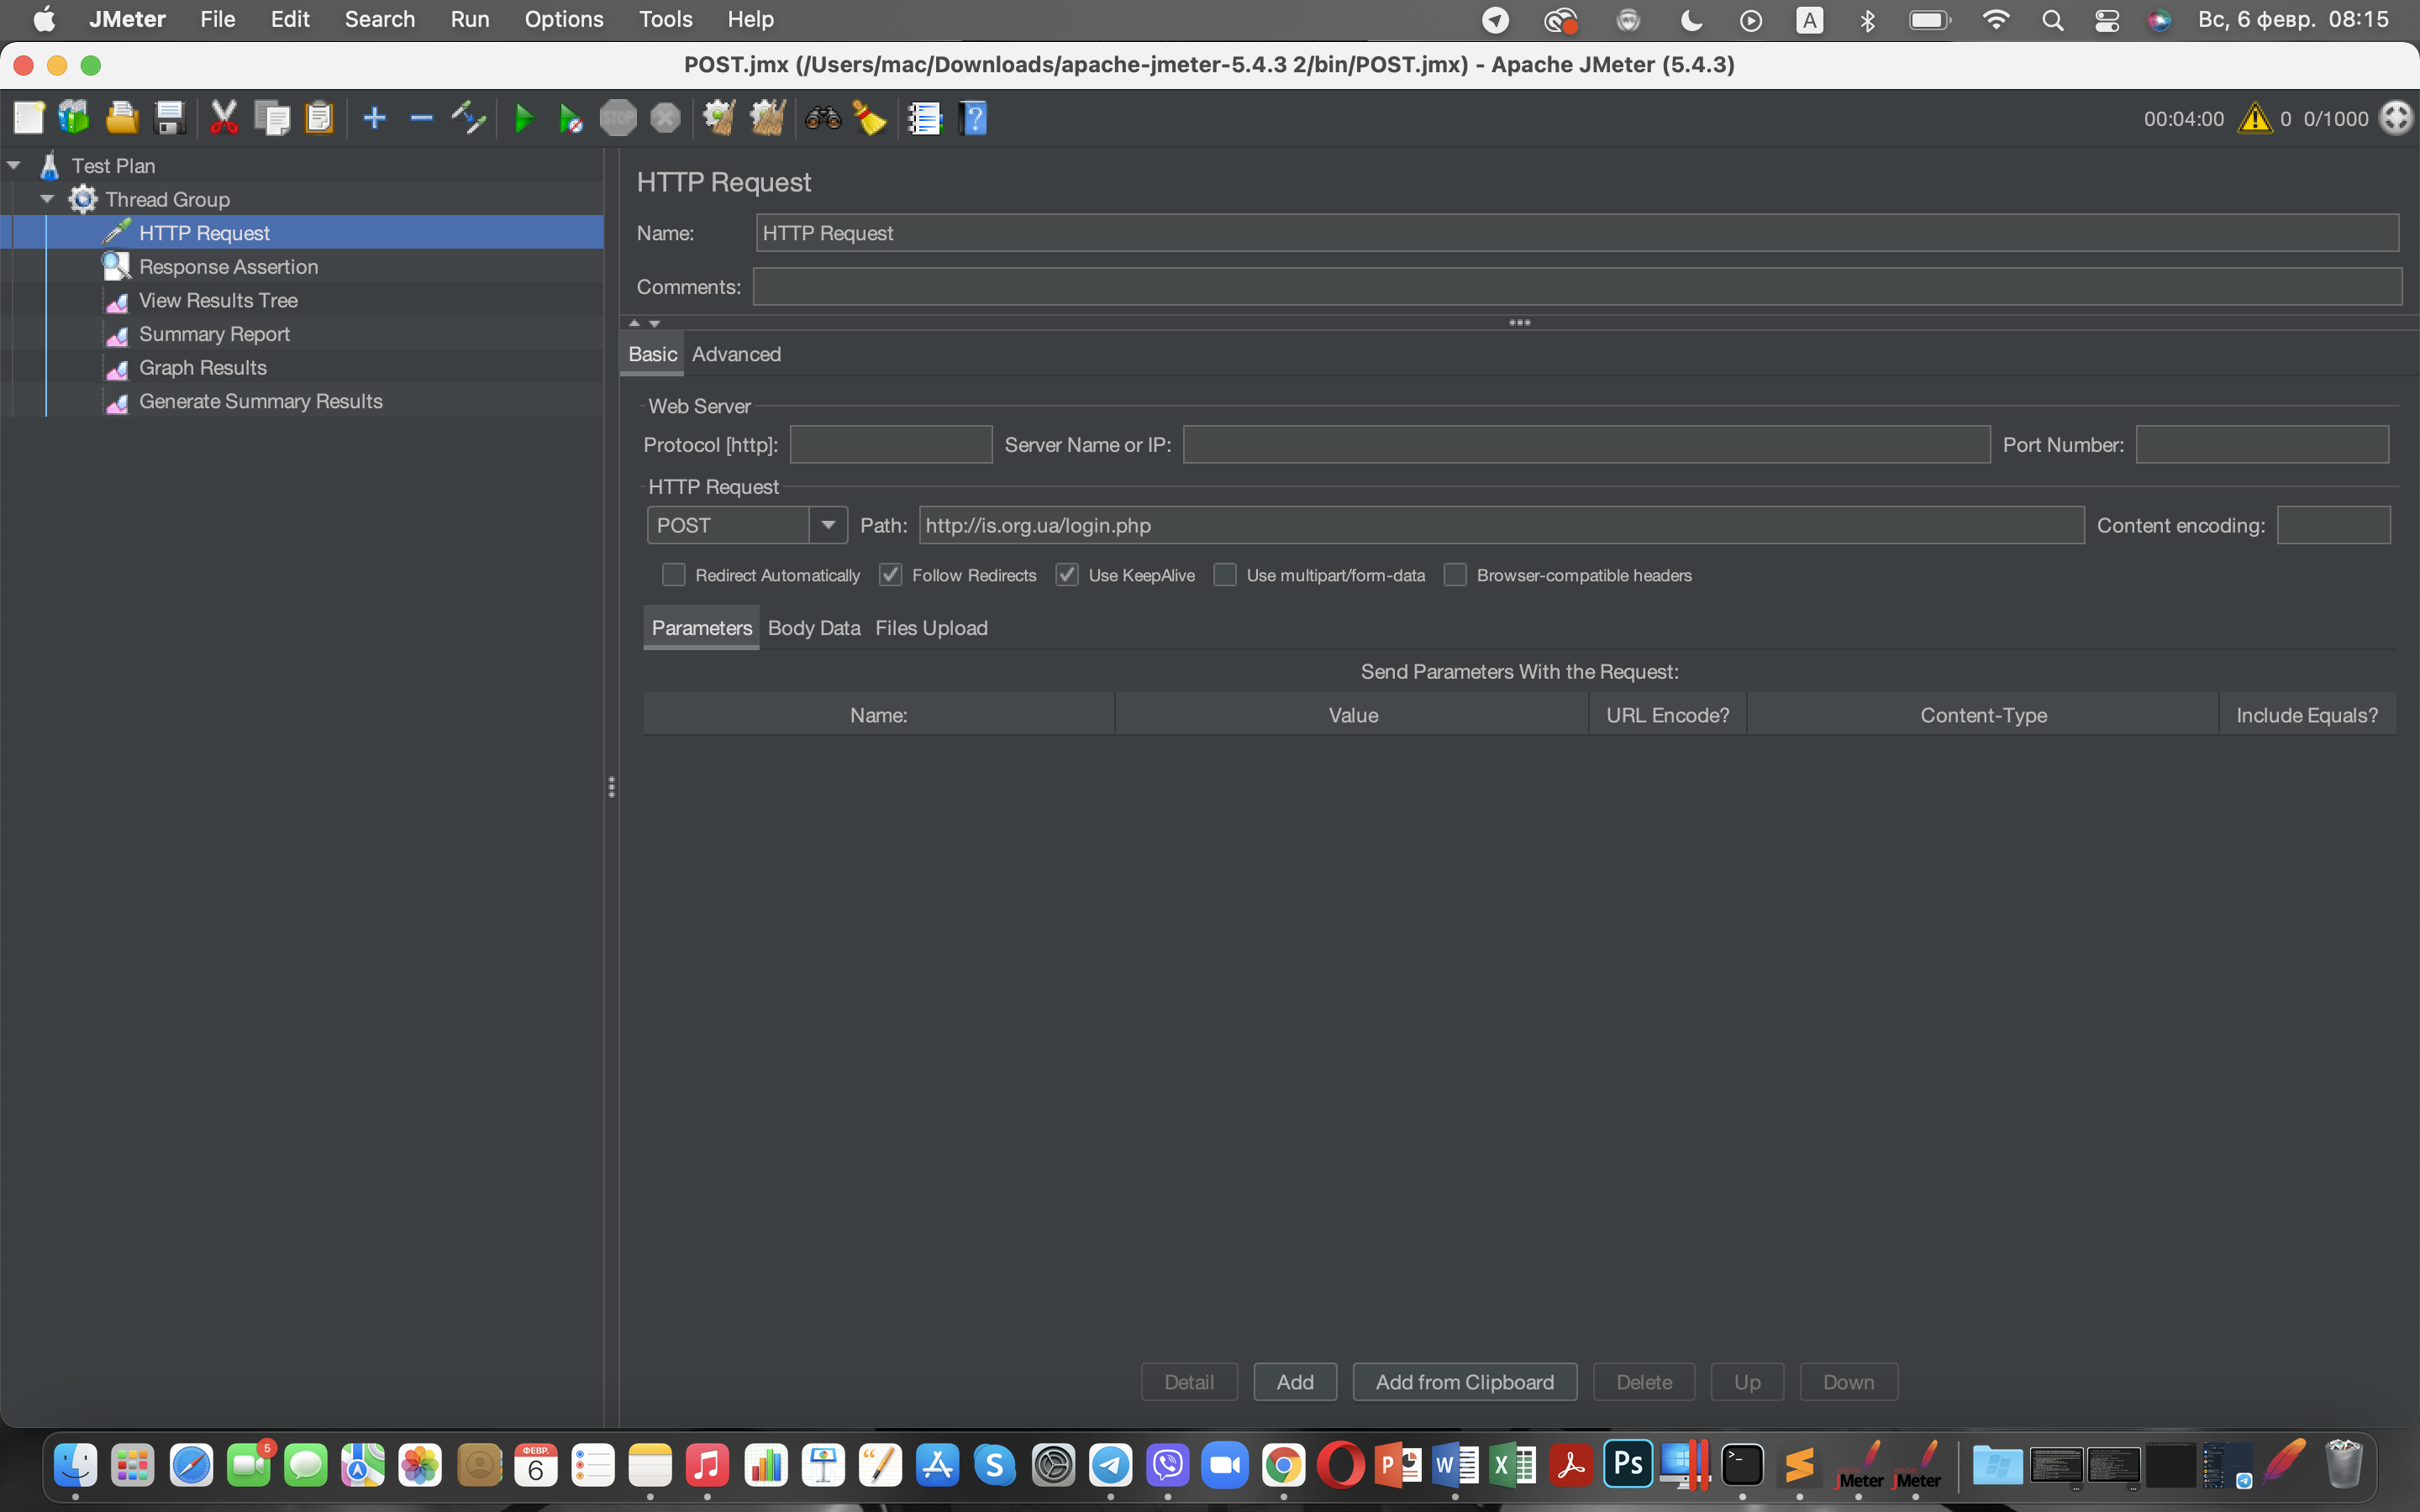 JMeter File Edit Search Run Options Tools Help A Вс, 6 февр. 08:15
POST.jmx (/Users/mac/Downloads/apache-jmeter-5.4.3 2/bin/POST.jmx) - Apache JMeter (5.4.3)
STOP ? 00:04:00 0 0/1000
Test Plan
Thread Group
HTTP Request
Response Assertion
View Results Tree
Summary Report
Graph Results
Generate Summary Results
HTTP Request
Name: HTTP Request
Comments:
Basic Advanced
Web Server
Protocol [http]: Server Name or IP: Port Number:
HTTP Request
POST Path: http://is.org.ua/login.php Content encoding:
Redirect Automatically Follow Redirects Use KeepAlive Use multipart/form-data Browser-compatible headers
Parameters Body Data Files Upload
Send Parameters With the Request:
Name: Value URL Encode? Content-Type Include Equals?
Detail Add Add from Clipboard Delete Up Down
5 ФЕВР. 6 S P W X Ps >_ JMeter JMeter